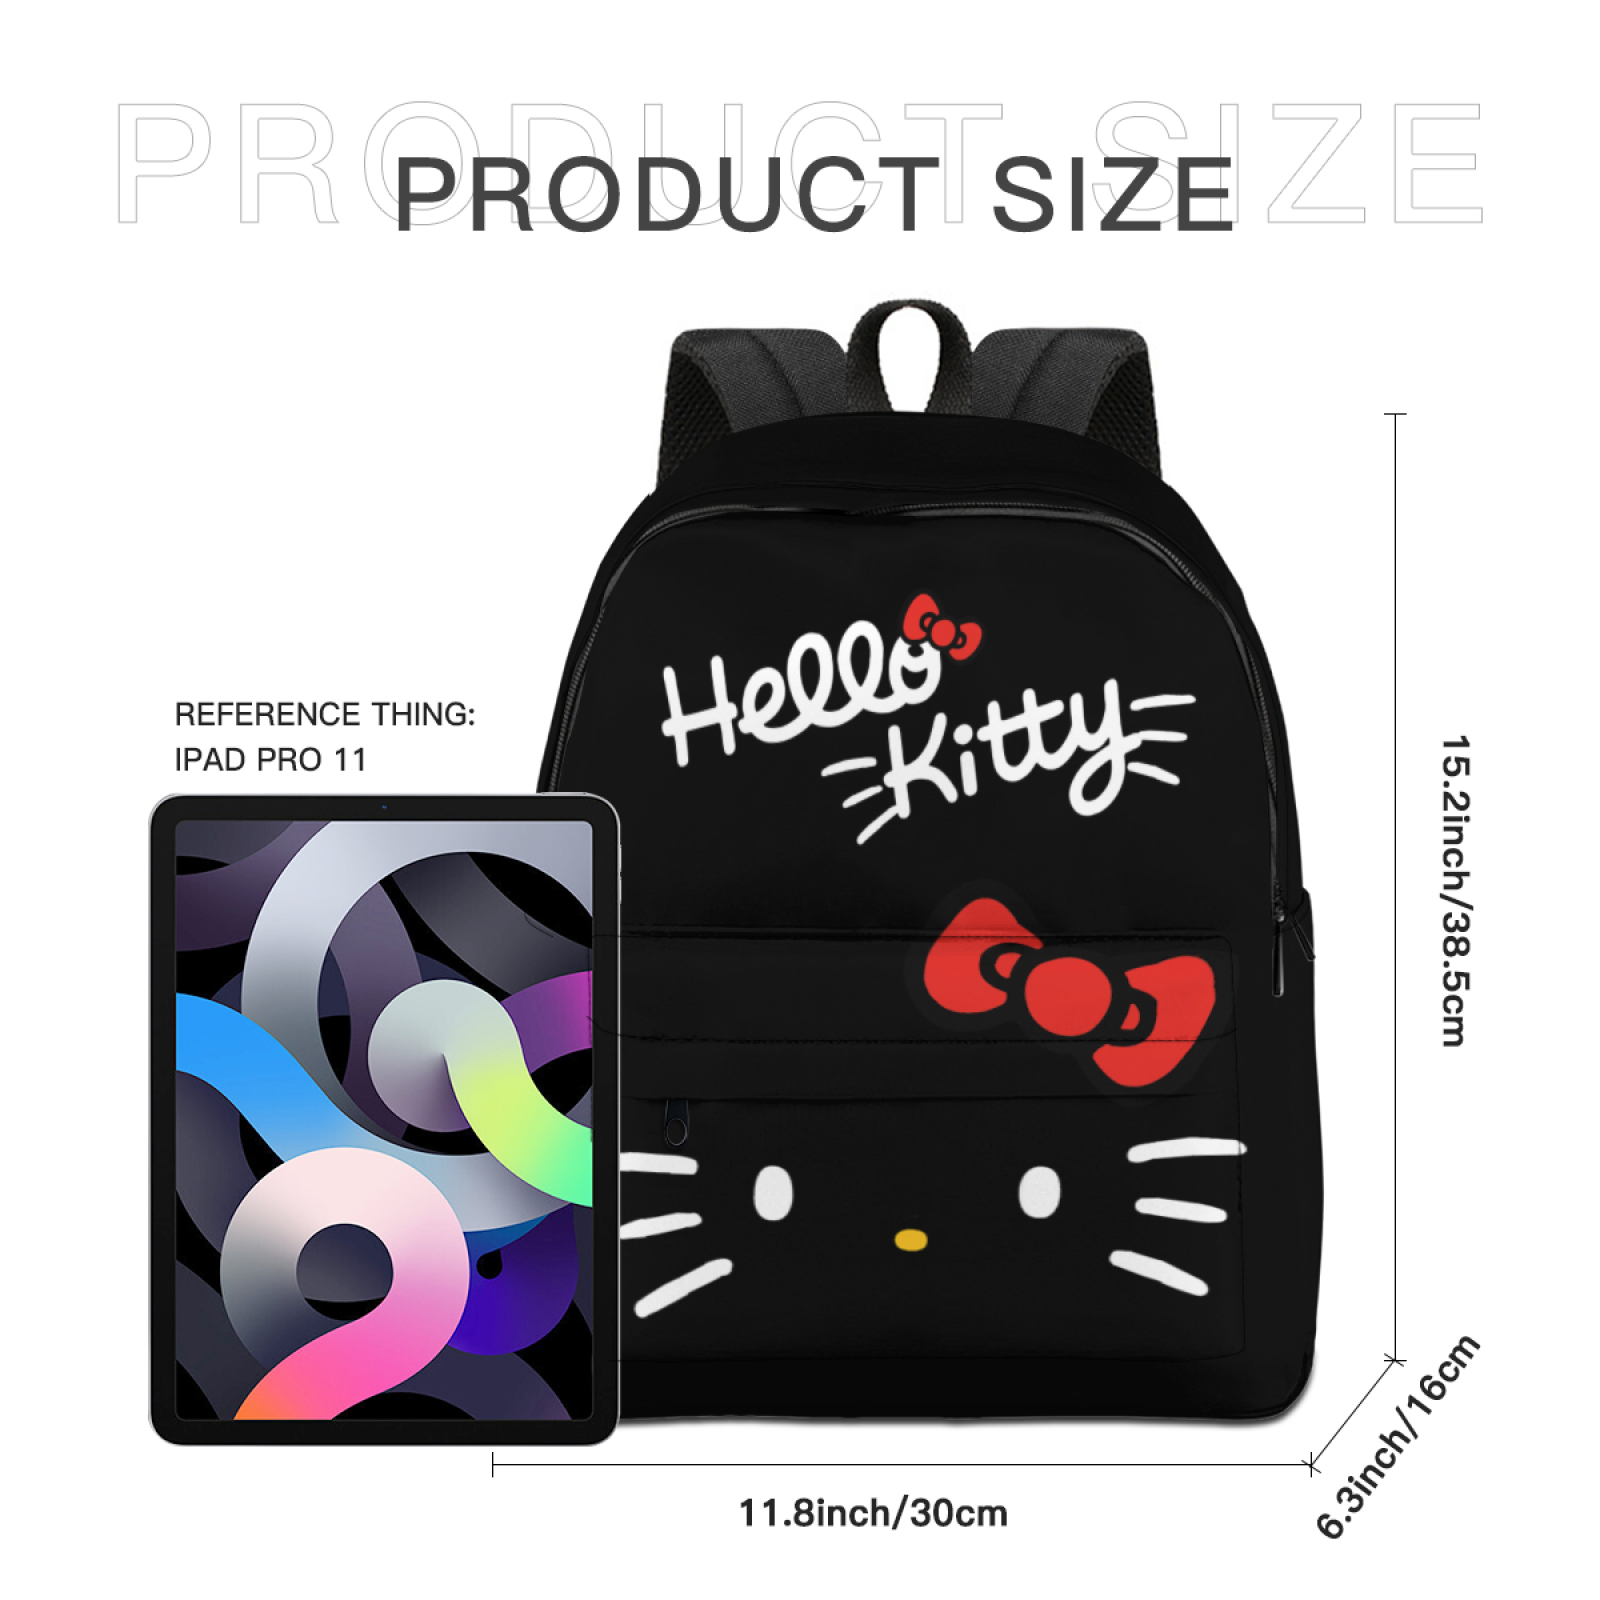 PRODUCT SIZE
PRODUCT SIZE
Hello
Kitty
REFERENCE THING:
IPAD PRO 11
15.2inch/38.5cm
6.3inch/16cm
11.8inch/30cm